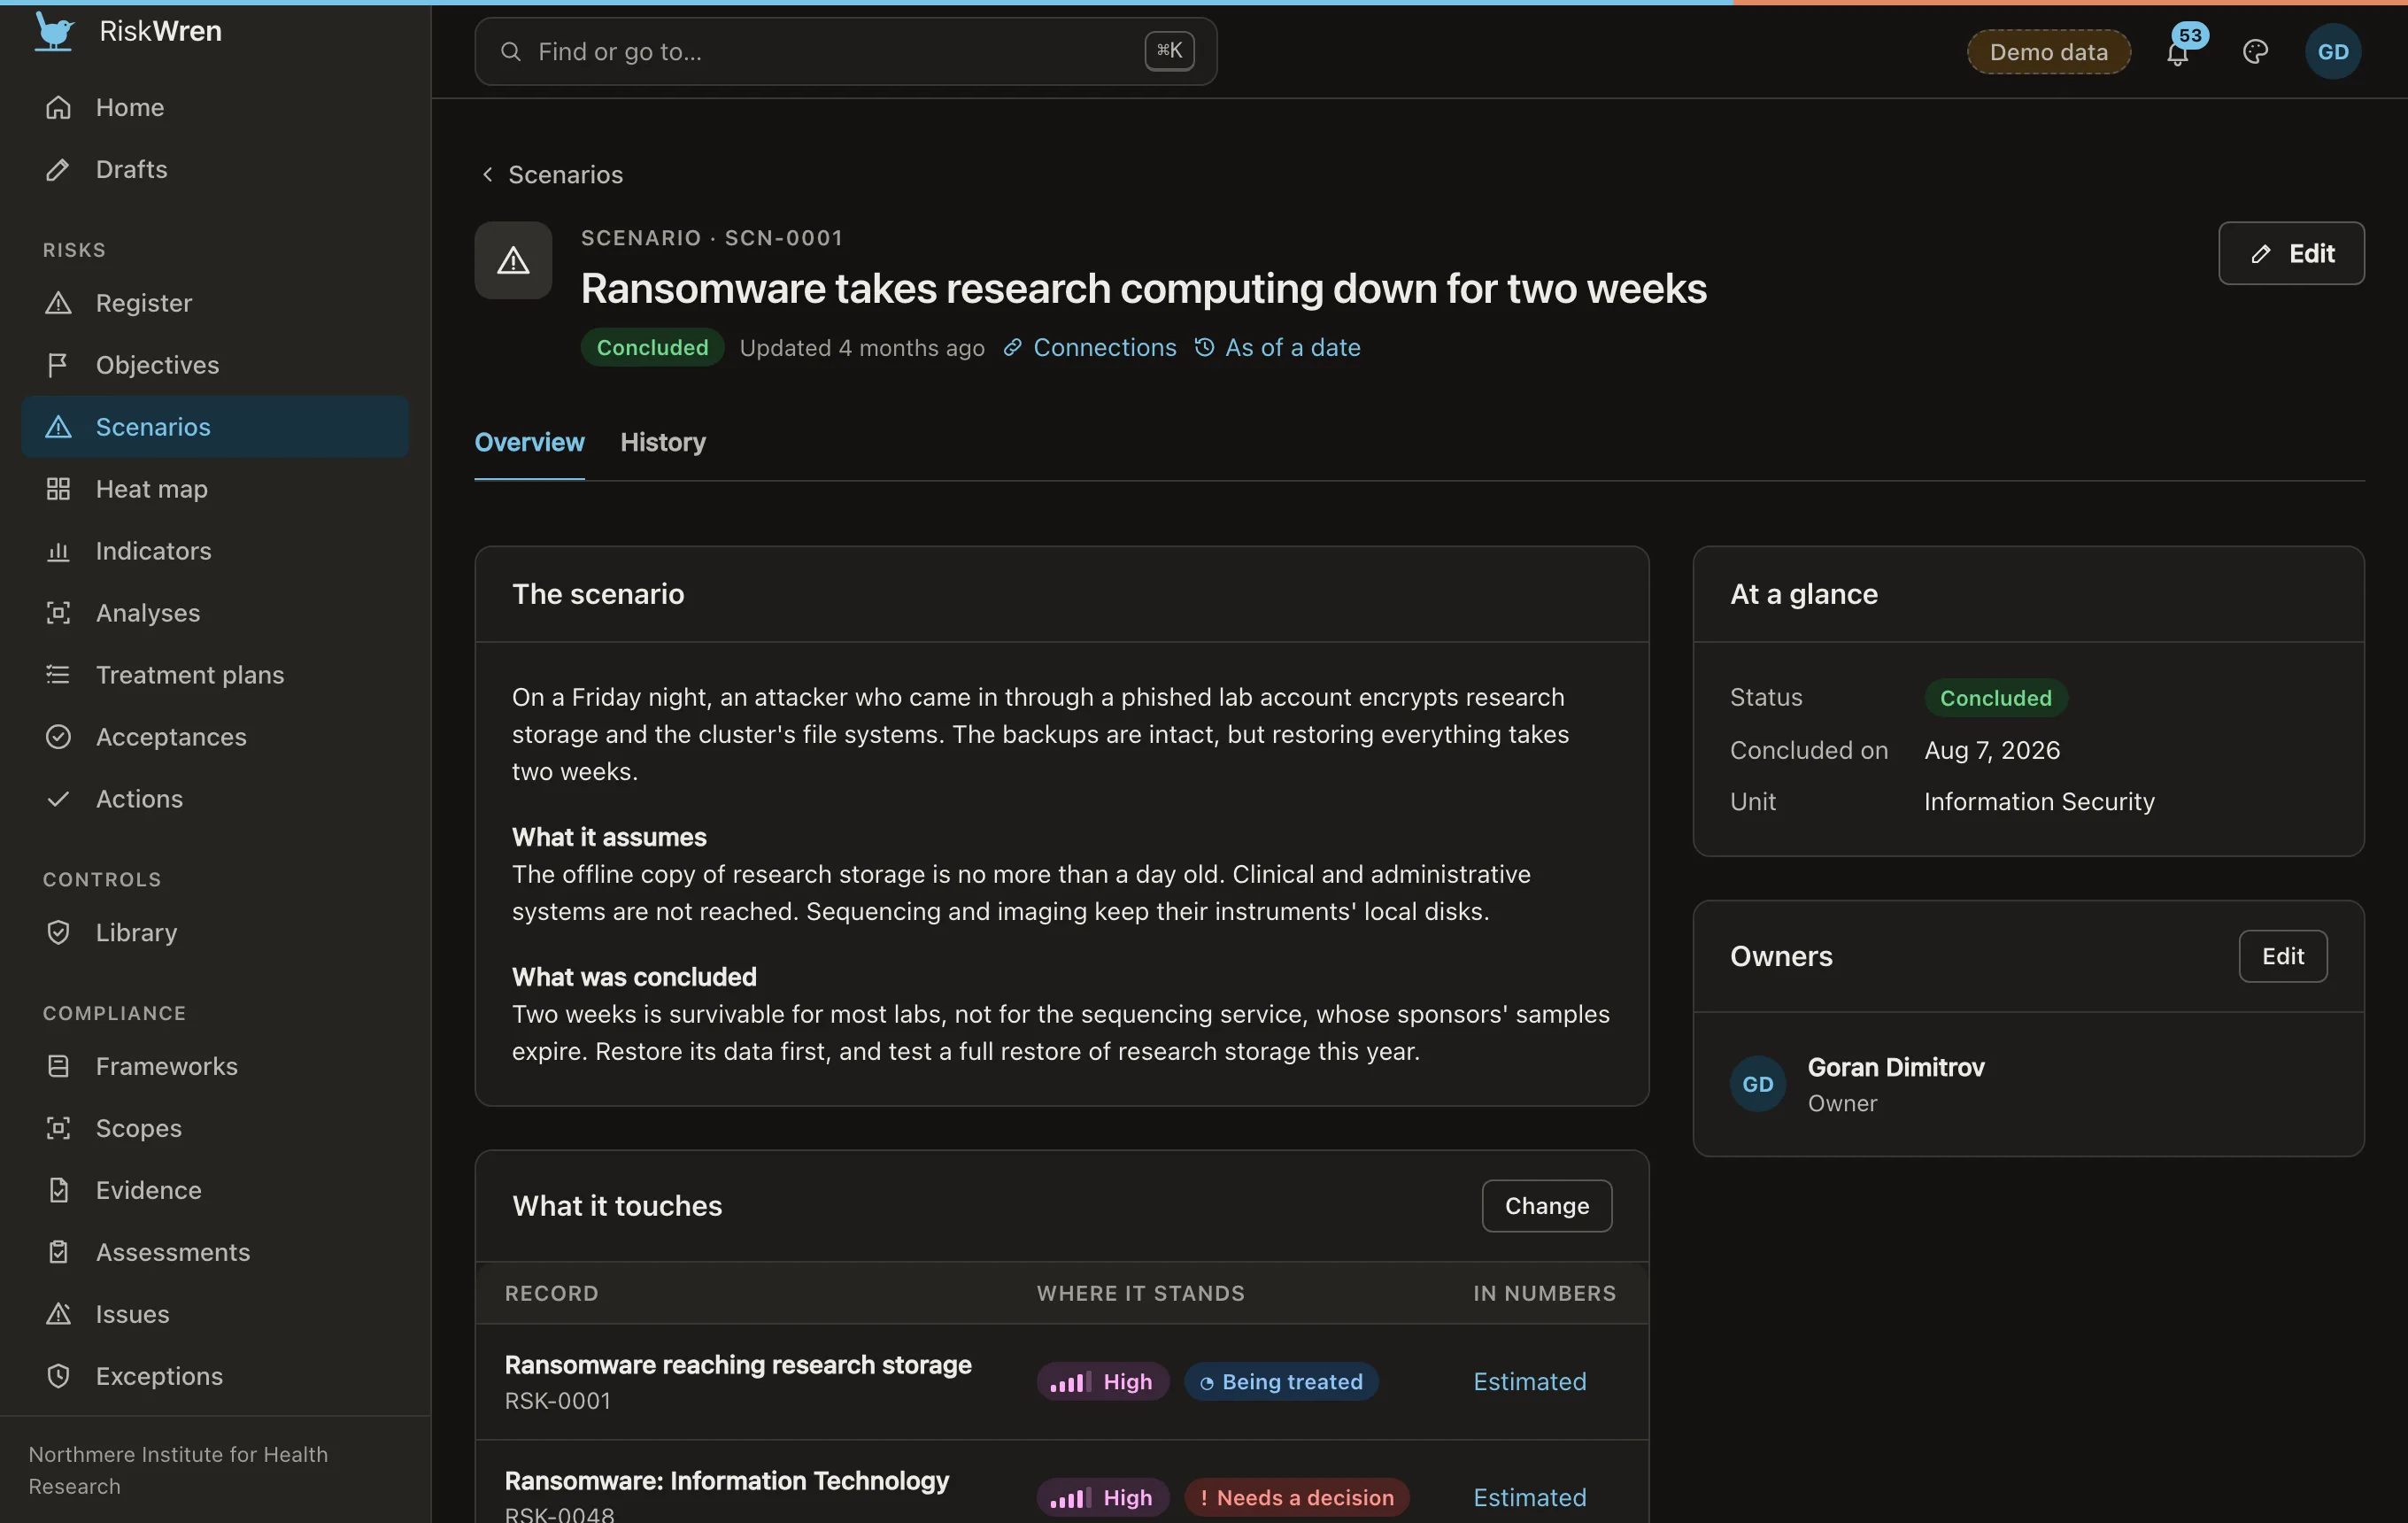 RiskWren
Find or go to...
⌘K
Demo data
53
GD
Home
Drafts
RISKS
Register
Objectives
Scenarios
Heat map
Indicators
Analyses
Treatment plans
Acceptances
Actions
CONTROLS
Library
COMPLIANCE
Frameworks
Scopes
Evidence
Assessments
Issues
Exceptions
Northmere Institute for Health
Research
Scenarios
SCENARIO · SCN-0001
Ransomware takes research computing down for two weeks
Edit
Concluded
Updated 4 months ago
Connections
As of a date
Overview
History
The scenario
On a Friday night, an attacker who came in through a phished lab account encrypts research
storage and the cluster's file systems. The backups are intact, but restoring everything takes
two weeks.
What it assumes
The offline copy of research storage is no more than a day old. Clinical and administrative
systems are not reached. Sequencing and imaging keep their instruments' local disks.
What was concluded
Two weeks is survivable for most labs, not for the sequencing service, whose sponsors' samples
expire. Restore its data first, and test a full restore of research storage this year.
What it touches
Change
RECORD
WHERE IT STANDS
IN NUMBERS
Ransomware reaching research storage
RSK-0001
High
Being treated
Estimated
Ransomware: Information Technology
RSK-0048
High
! Needs a decision
Estimated
At a glance
Status
Concluded
Concluded on
Aug 7, 2026
Unit
Information Security
Owners
Edit
GD
Goran Dimitrov
Owner